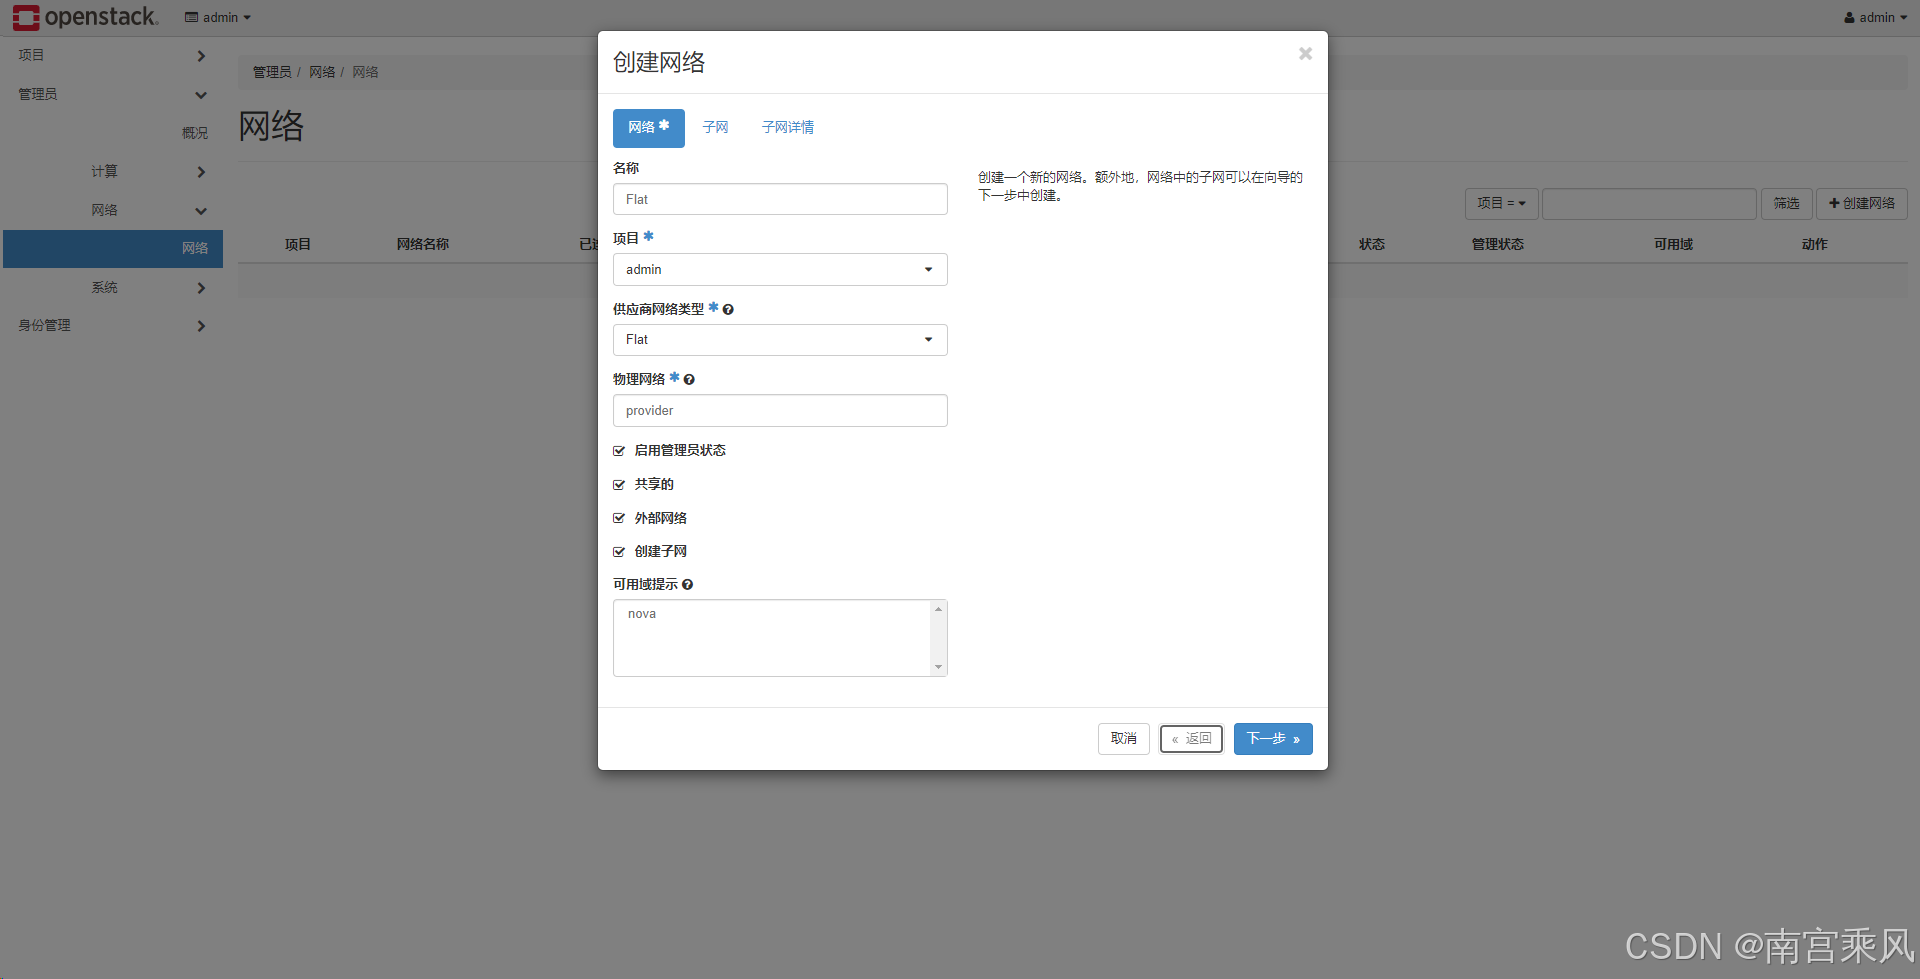 openstack.
admin
admin
项目
管理员
概况
计算
网络
网络
系统
身份管理
管理员 / 网络 / 网络
网络
项目 =
筛选
创建网络
项目 网络名称 已 状态 管理状态 可用域 动作
创建网络
×
网络 * 子网 子网详情
名称
Flat
创建一个新的网络。额外地，网络中的子网可以在向导的
下一步中创建。
项目 *
admin
供应商网络类型 *
Flat
物理网络 *
provider
启用管理员状态
共享的
外部网络
创建子网
可用域提示
nova
取消
« 返回
下一步 »
CSDN @南宫乘风